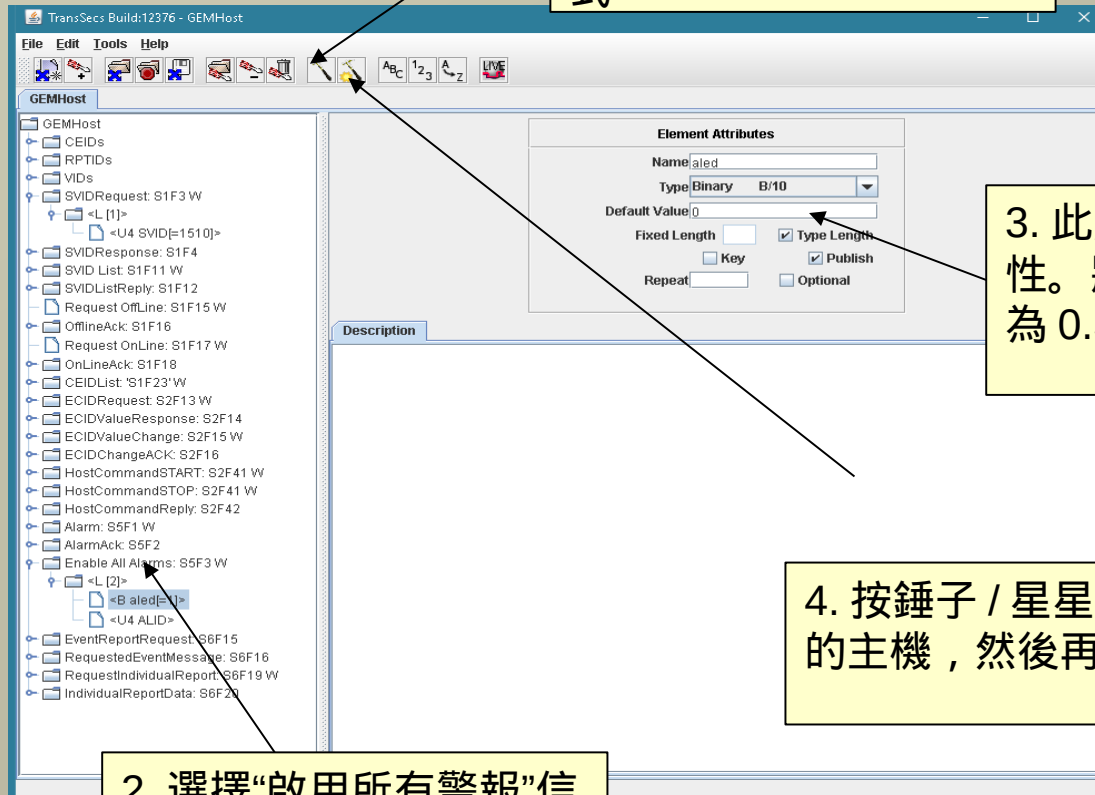 式
TransSecs Build:12376 - GEMHost
File Edit Tools Help
ABC 123 A Z LIVE
GEMHost
GEMHost
CEIDs
RPTIDs
VIDs
SVIDRequest: S1F3 W
<L [1]>
<U4 SVID[=1510]>
SVIDResponse: S1F4
SVID List: S1F11 W
SVIDListReply: S1F12
Request OffLine: S1F15 W
OfflineAck: S1F16
Request OnLine: S1F17 W
OnLineAck: S1F18
CEIDList: 'S1F23' W
ECIDRequest: S2F13 W
ECIDValueResponse: S2F14
ECIDValueChange: S2F15 W
ECIDChangeACK: S2F16
HostCommandSTART: S2F41 W
HostCommandSTOP: S2F41 W
HostCommandReply: S2F42
Alarm: S5F1 W
AlarmAck: S5F2
Enable All Alarms: S5F3 W
<L [2]>
<B aled[=1]>
<U4 ALID>
EventReportRequest: S6F15
RequestedEventMessage: S6F16
RequestIndividualReport: S6F19 W
IndividualReportData: S6F20
Element Attributes
Name aled
Type Binary B/10
Default Value 0
Fixed Length Type Length
Key Publish
Repeat Optional
Description
3. 此
性。
為 0.
4. 按錘子 / 星星
的主機，然後再
2. 選擇“啟用所有警報”信